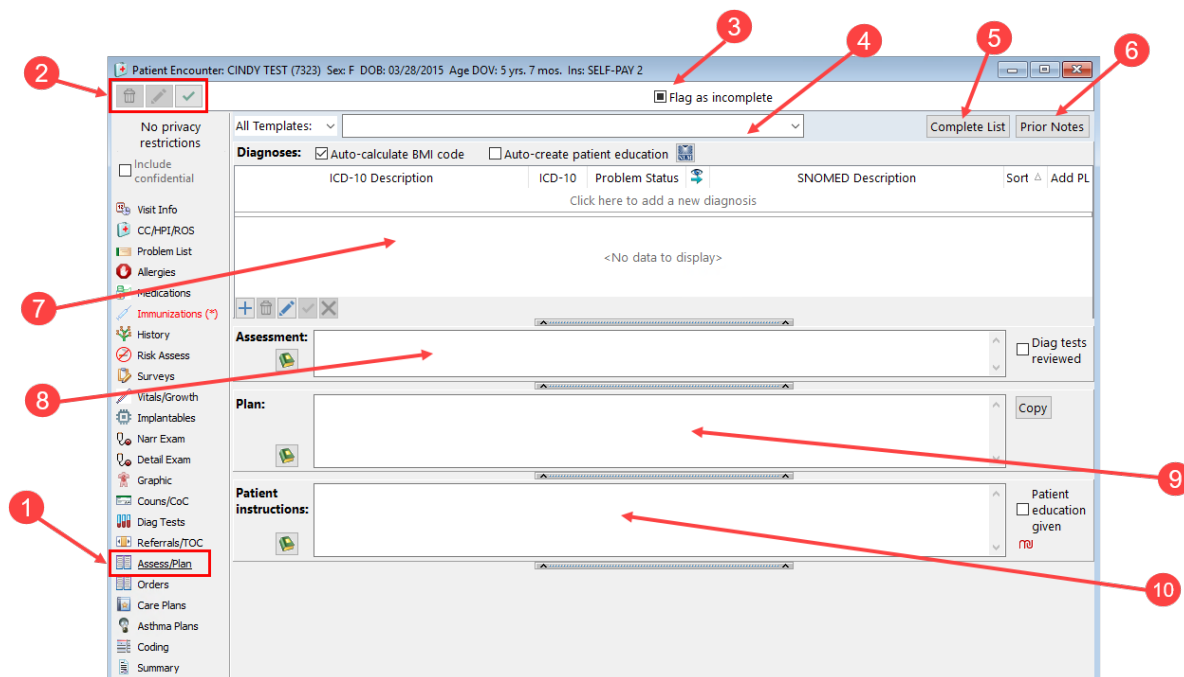 3
4
5
6
2
Patient Encounter: CINDY TEST (7323) Sex: F DOB: 03/28/2015 Age DOV: 5 yrs. 7 mos. Ins: SELF-PAY 2
Flag as incomplete
No privacy
restrictions
Include
confidential
All Templates:
Complete List
Prior Notes
Diagnoses:
Auto-calculate BMI code
Auto-create patient education
ICD-10 Description
ICD-10
Problem Status
SNOMED Description
Sort
Add PL
Click here to add a new diagnosis
<No data to display>
7
Visit Info
CC/HPI/ROS
Problem List
Allergies
Medications
Immunizations (*)
History
Risk Assess
Surveys
Vitals/Growth
Implantables
Narr Exam
Detail Exam
Graphic
Couns/CoC
Diag Tests
Referrals/TOC
Assess/Plan
Orders
Care Plans
Asthma Plans
Coding
Summary
Assessment:
Diag tests
reviewed
8
Plan:
Copy
9
Patient
instructions:
Patient
education
given
1
10